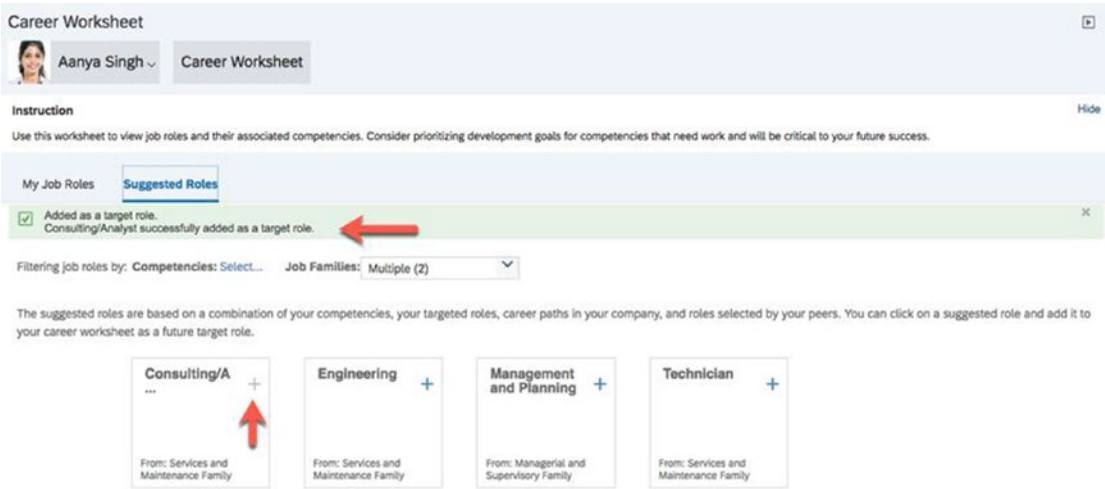 Career Worksheet
Aanya Singh
Career Worksheet
Instruction
Hide
Use this worksheet to view job roles and their associated competencies. Consider prioritizing development goals for competencies that need work and will be critical to your future success.
My Job Roles
Suggested Roles
Added as a target role.
Consulting/Analyst successfully added as a target role.
Filtering job roles by: Competencies: Select... Job Families: Multiple (2)
The suggested roles are based on a combination of your competencies, your targeted roles, career paths in your company, and roles selected by your peers. You can click on a suggested role and add it to
your career worksheet as a future target role.
Consulting/A
...
From: Services and
Maintenance Family
Engineering
From: Services and
Maintenance Family
Management
and Planning
From: Managerial and
Supervisory Family
Technician
From: Services and
Maintenance Family